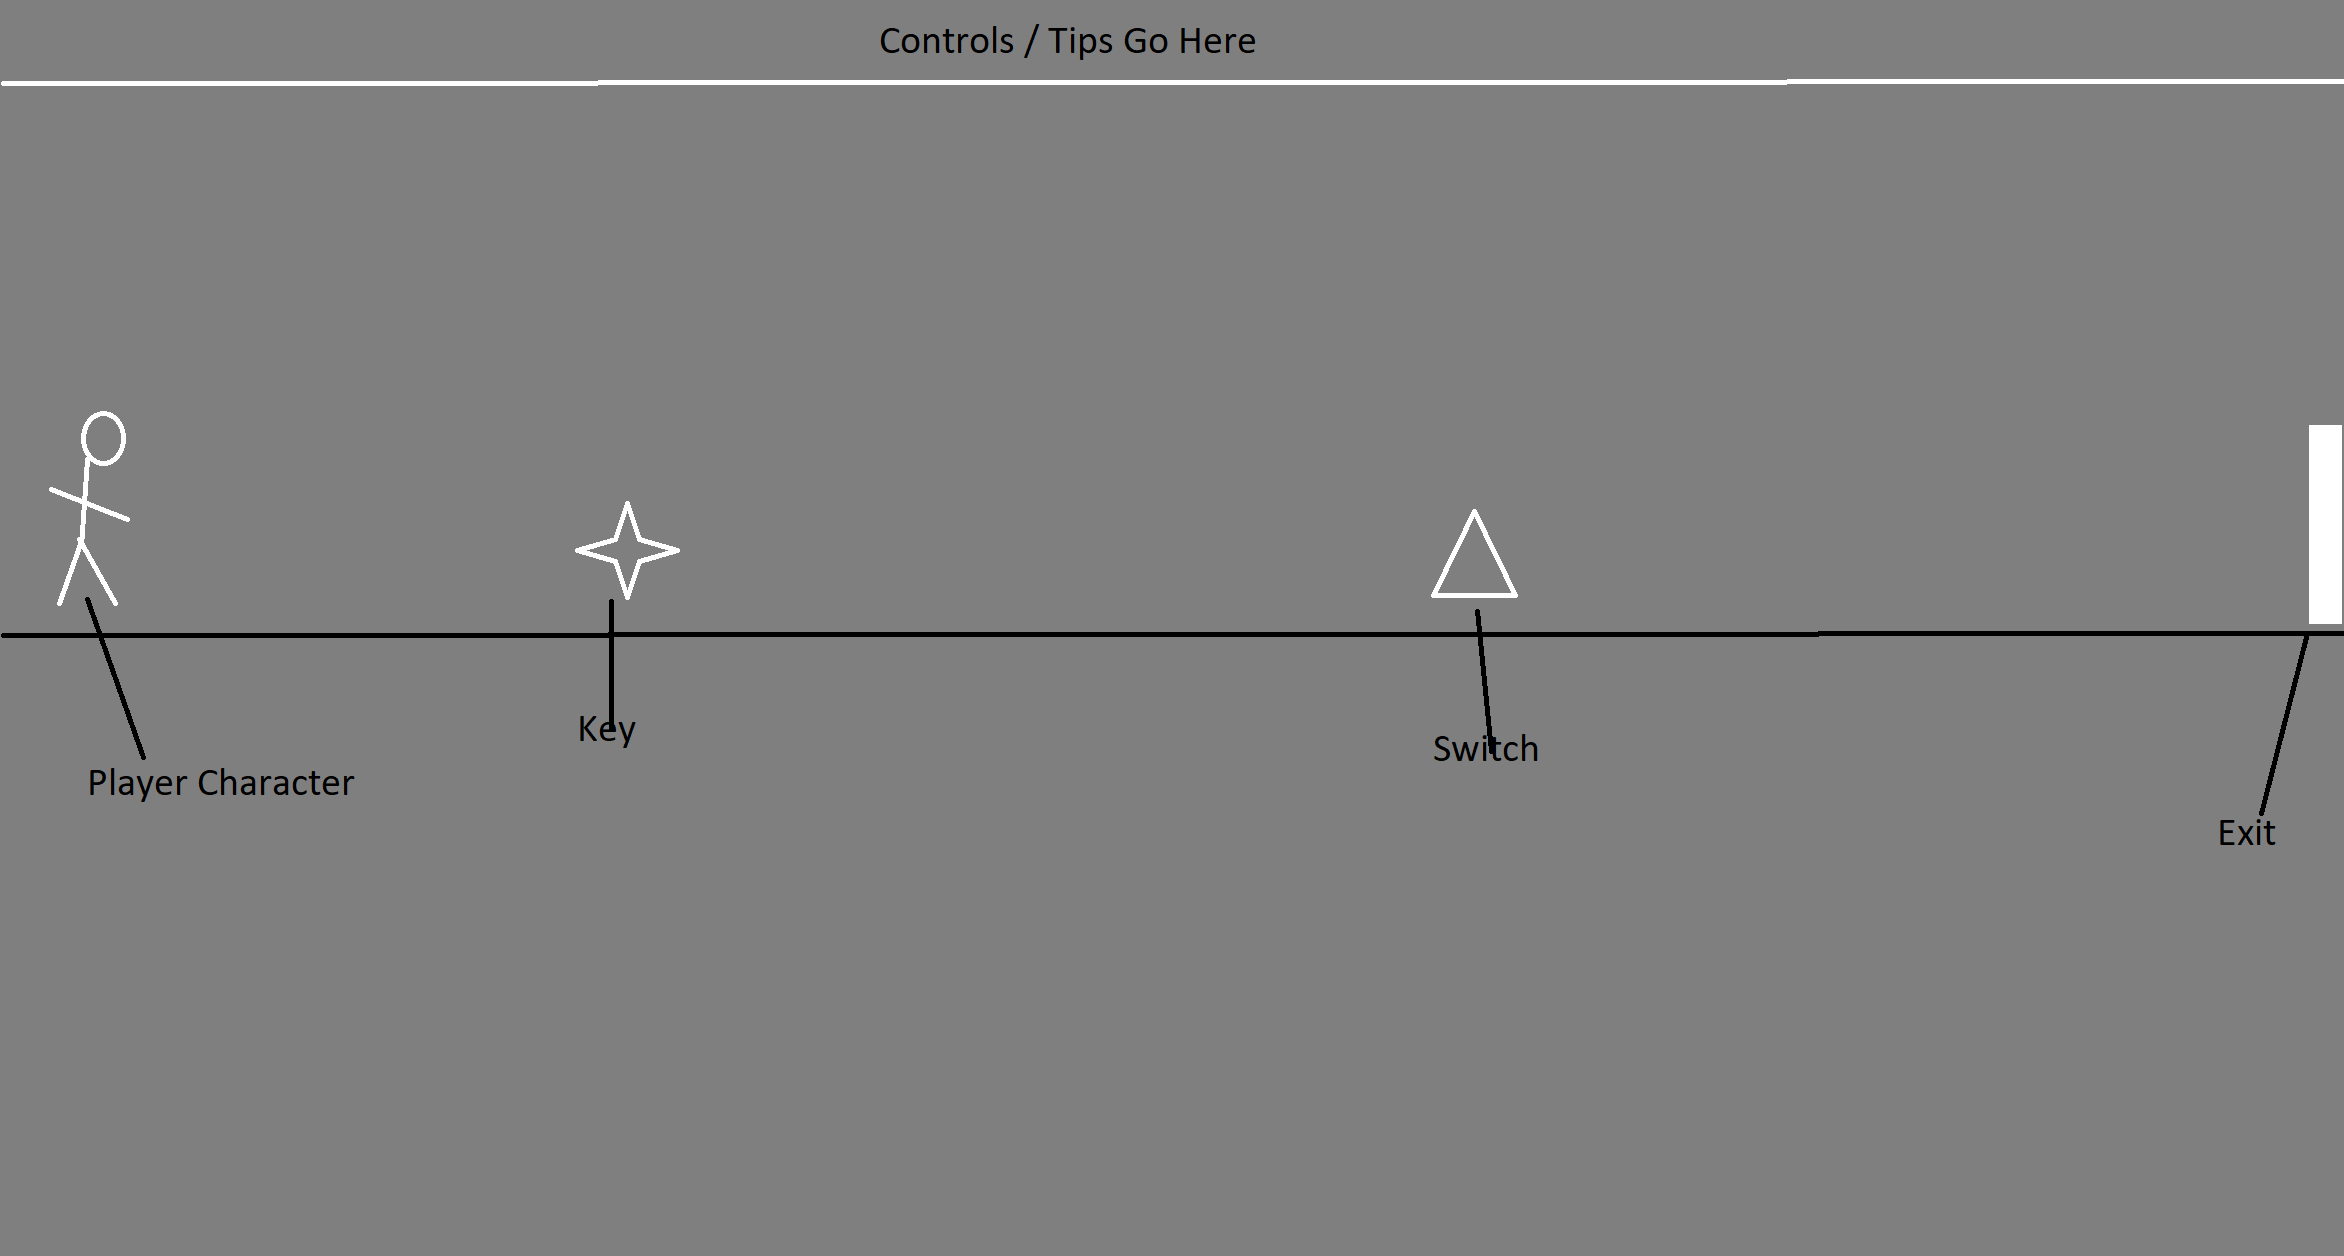 Controls / Tips Go Here
Key
Switch
Player Character
Exit